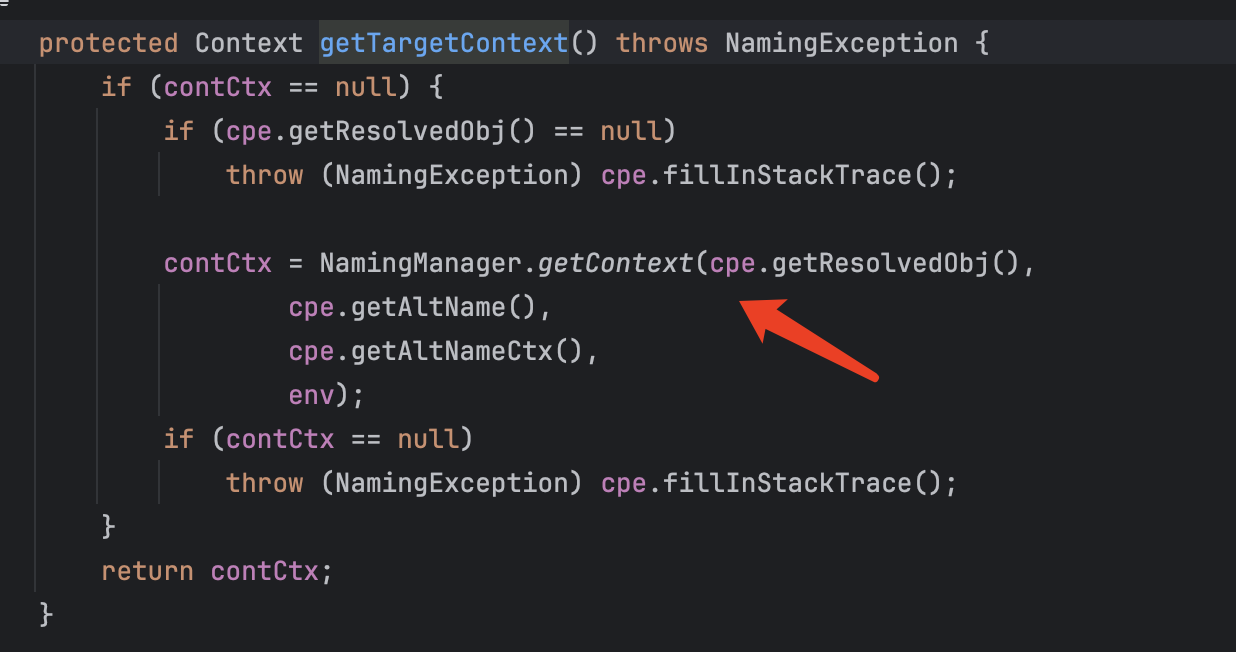 protected Context getTargetContext() throws NamingException {
    if (contCtx == null) {
        if (cpe.getResolvedObj() == null)
            throw (NamingException) cpe.fillInStackTrace();

        contCtx = NamingManager.getContext(cpe.getResolvedObj(),
                cpe.getAltName(),
                cpe.getAltNameCtx(),
                env);
        if (contCtx == null)
            throw (NamingException) cpe.fillInStackTrace();
    }
    return contCtx;
}